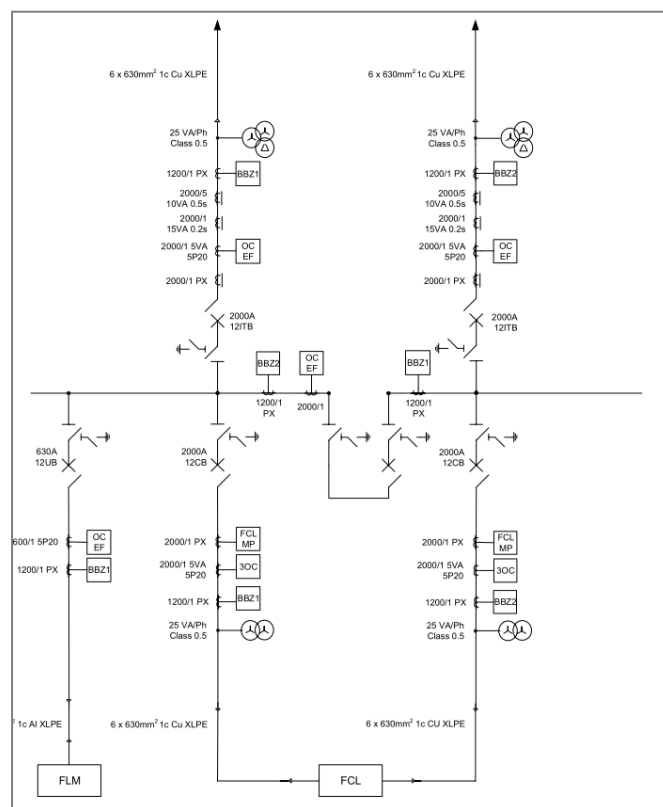 6 x 630mm² 1c Cu XLPE
6 x 630mm² 1c Cu XLPE
25 VA/Ph
Class 0.5
25 VA/Ph
Class 0.5
1200/1 PX
BBZ1
1200/1 PX
BBZ2
2000/5
10VA 0.5s
2000/5
10VA 0.5s
2000/1
15VA 0.2s
2000/1
15VA 0.2s
2000/1 5VA
5P20
OC
EF
2000/1 5VA
5P20
OC
EF
2000/1 PX
2000/1 PX
2000A
12ITB
2000A
12ITB
BBZ2
OC
EF
BBZ1
1200/1
PX
2000/1
1200/1
PX
630A
12UB
2000A
12CB
2000A
12CB
600/1 5P20
OC
EF
2000/1 PX
FCL
MP
2000/1 PX
FCL
MP
1200/1 PX
BBZ1
2000/1 5VA
5P20
3OC
2000/1 5VA
5P20
3OC
1200/1 PX
BBZ1
1200/1 PX
BBZ2
25 VA/Ph
Class 0.5
25 VA/Ph
Class 0.5
² 1c Al XLPE
6 x 630mm² 1c Cu XLPE
6 x 630mm² 1c CU XLPE
FLM
FCL